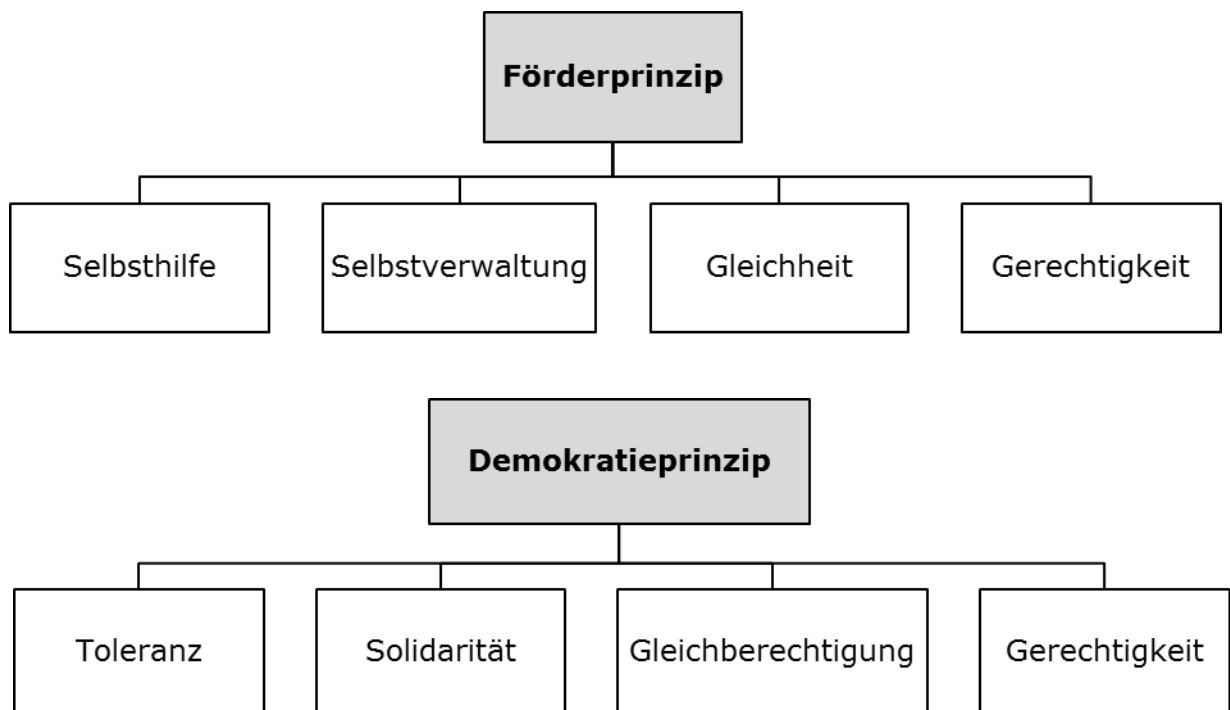 Förderprinzip
Selbsthilfe
Selbstverwaltung
Gleichheit
Gerechtigkeit
Demokratieprinzip
Toleranz
Solidarität
Gleichberechtigung
Gerechtigkeit